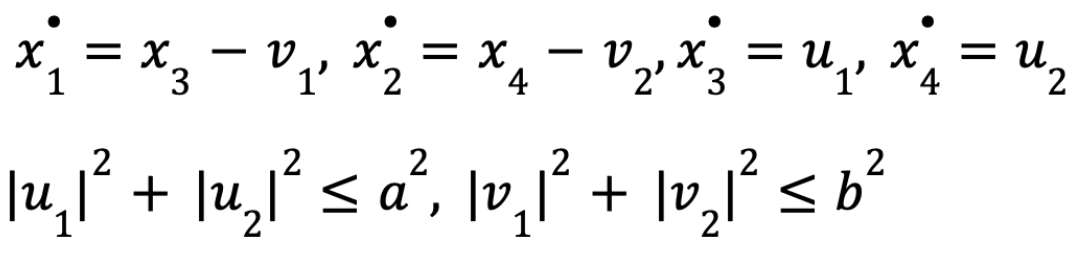 ẋ₁ = x₃ − v₁, ẋ₂ = x₄ − v₂, ẋ₃ = u₁, ẋ₄ = u₂
|u₁|² + |u₂|² ≤ a², |v₁|² + |v₂|² ≤ b²